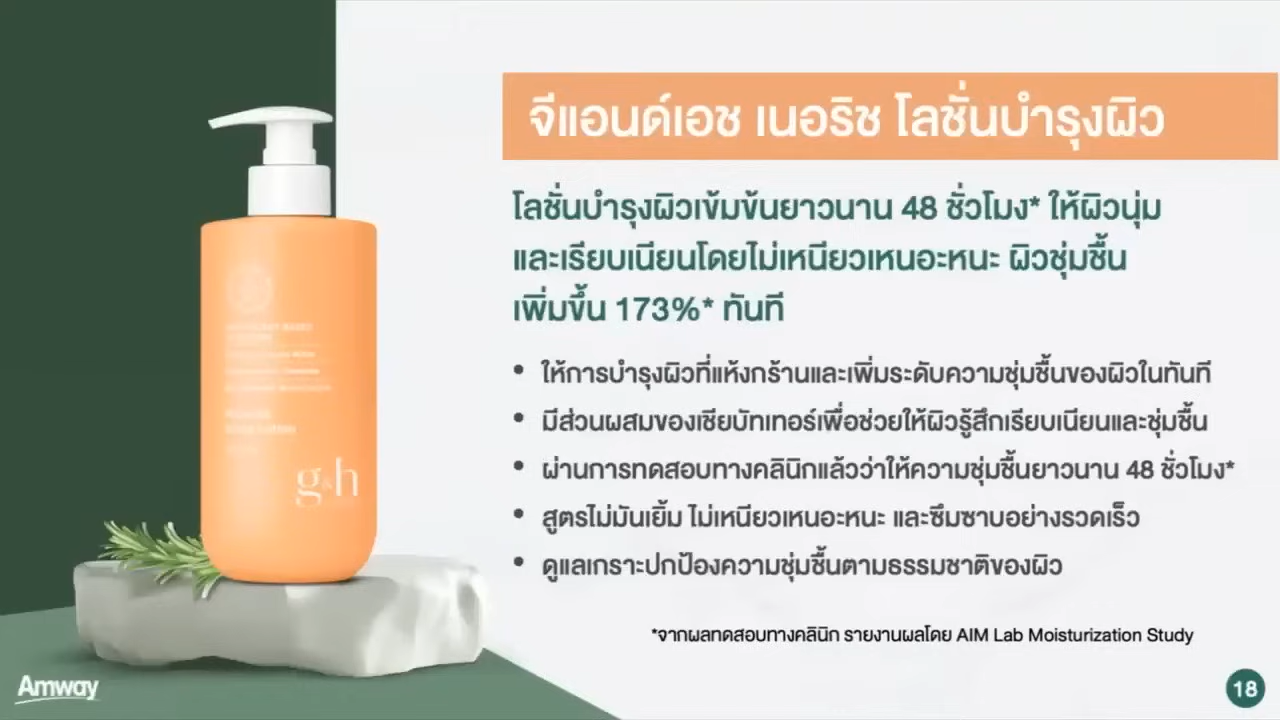 จีแอนด์เอช เนอริช โลชั่นบำรุงผิว
โลชั่นบำรุงผิวเข้มข้นยาวนาน 48 ชั่วโมง* ให้ผิวนุ่ม
และเรียบเนียนโดยไม่เหนียวเหนอะหนะ ผิวชุ่มชื้น
เพิ่มขึ้น 173%* ทันที
• ให้การบำรุงผิวที่แห้งกร้านและเพิ่มระดับความชุ่มชื้นของผิวในทันที
• มีส่วนผสมของเชียบัทเทอร์เพื่อช่วยให้ผิวรู้สึกเรียบเนียนและชุ่มชื้น
• ผ่านการทดสอบทางคลินิกแล้วว่าให้ความชุ่มชื้นยาวนาน 48 ชั่วโมง*
• สูตรไม่มันเยิ้ม ไม่เหนียวเหนอะหนะ และซึมซาบอย่างรวดเร็ว
• ดูแลเกราะปกป้องความชุ่มชื้นตามธรรมชาติของผิว
*จากผลทดสอบทางคลินิก รายงานผลโดย AIM Lab Moisturization Study
g&h
Amway
18